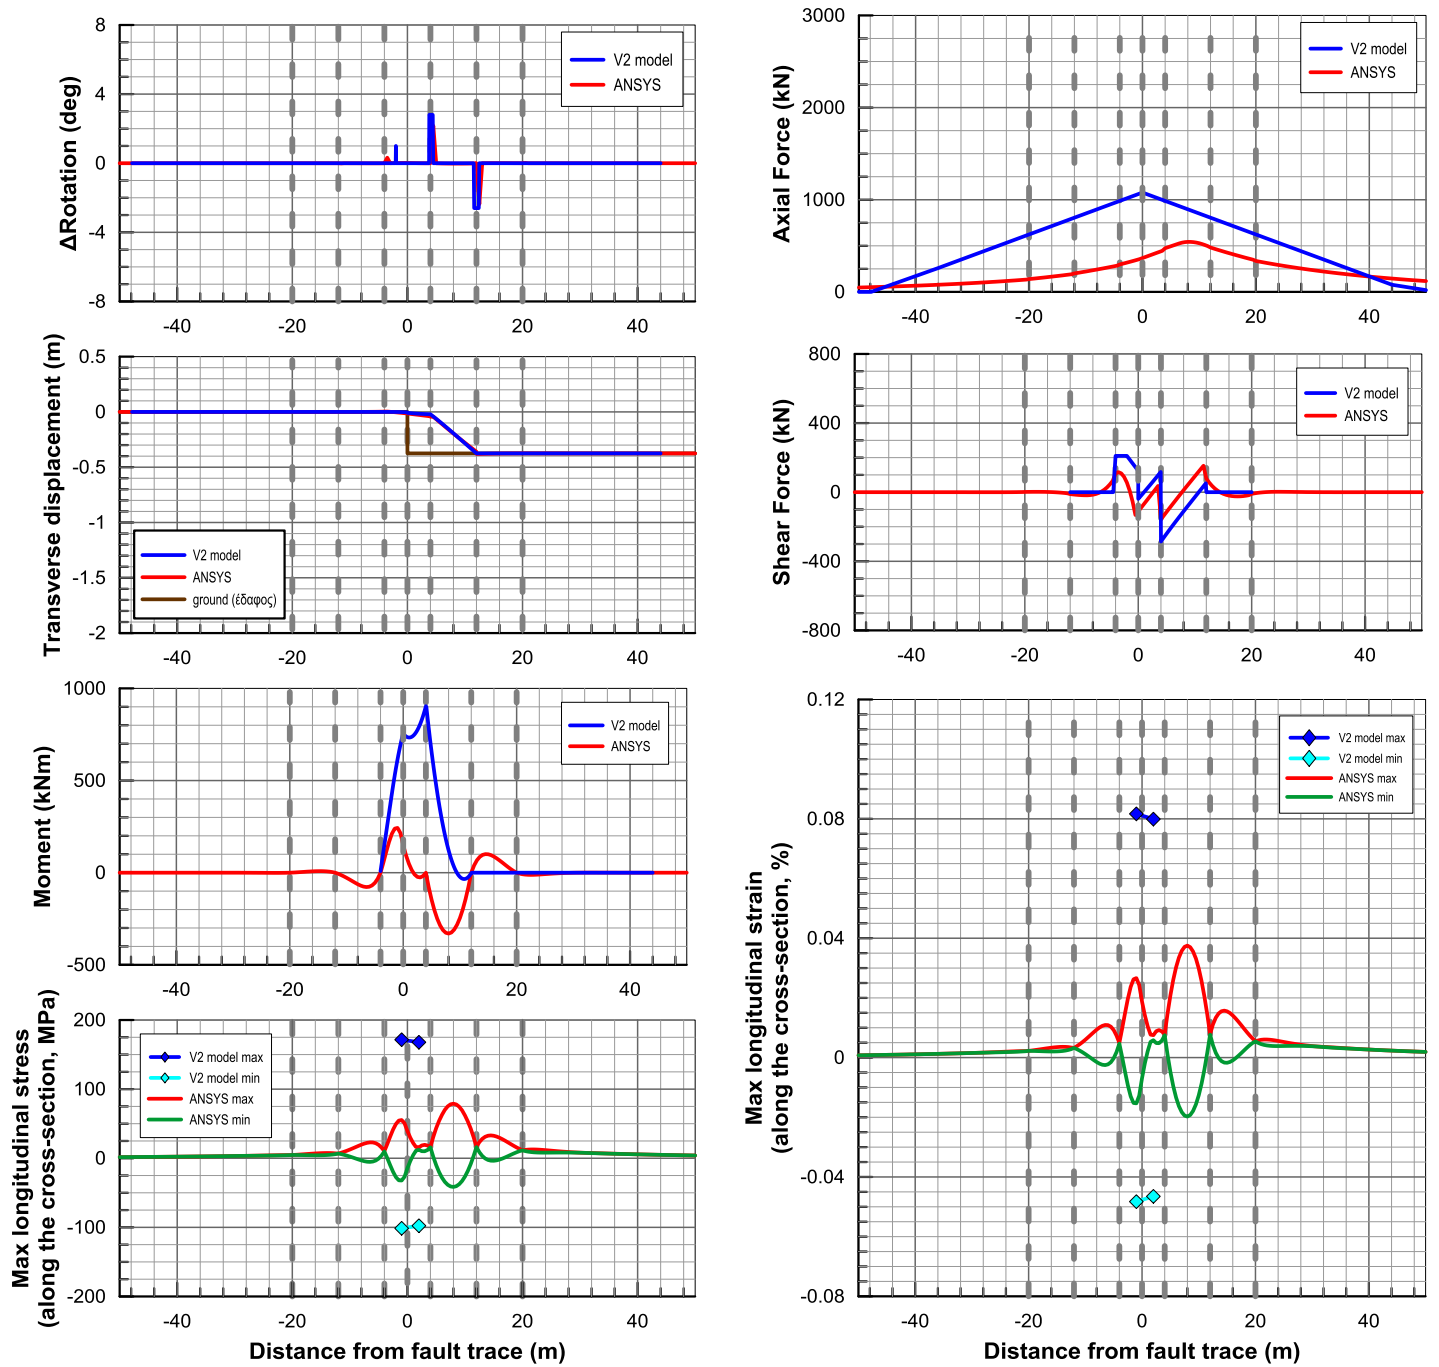 8
4
0
-4
-8
ΔRotation (deg)
V2 model
ANSYS
-40
-20
0
20
40
3000
2000
1000
0
Axial Force (kN)
V2 model
ANSYS
-40
-20
0
20
40
0.5
0
-0.5
-1
-1.5
-2
Transverse displacement (m)
V2 model
ANSYS
ground (έδαφος)
-40
-20
0
20
40
800
400
0
-400
-800
Shear Force (kN)
V2 model
ANSYS
-40
-20
0
20
40
1000
500
0
-500
Moment (kNm)
V2 model
ANSYS
-40
-20
0
20
40
200
100
0
-100
-200
Max longitudinal stress
(along the cross-section, MPa)
V2 model max
V2 model min
ANSYS max
ANSYS min
-40
-20
0
20
40
Distance from fault trace (m)
0.12
0.08
0.04
0
-0.04
-0.08
Max longitudinal strain
(along the cross-section, %)
V2 model max
V2 model min
ANSYS max
ANSYS min
-40
-20
0
20
40
Distance from fault trace (m)